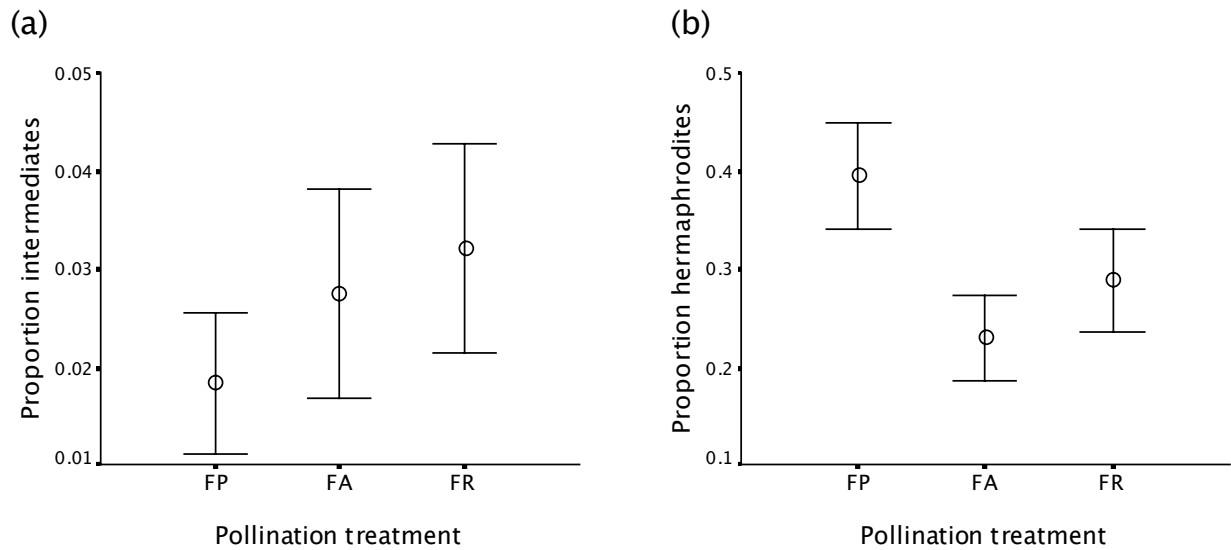 (a)
Proportion intermediates
0.05
0.04
0.03
0.02
0.01
FP FA FR
Pollination treatment
(b)
Proportion hermaphrodites
0.5
0.4
0.3
0.2
0.1
FP FA FR
Pollination treatment